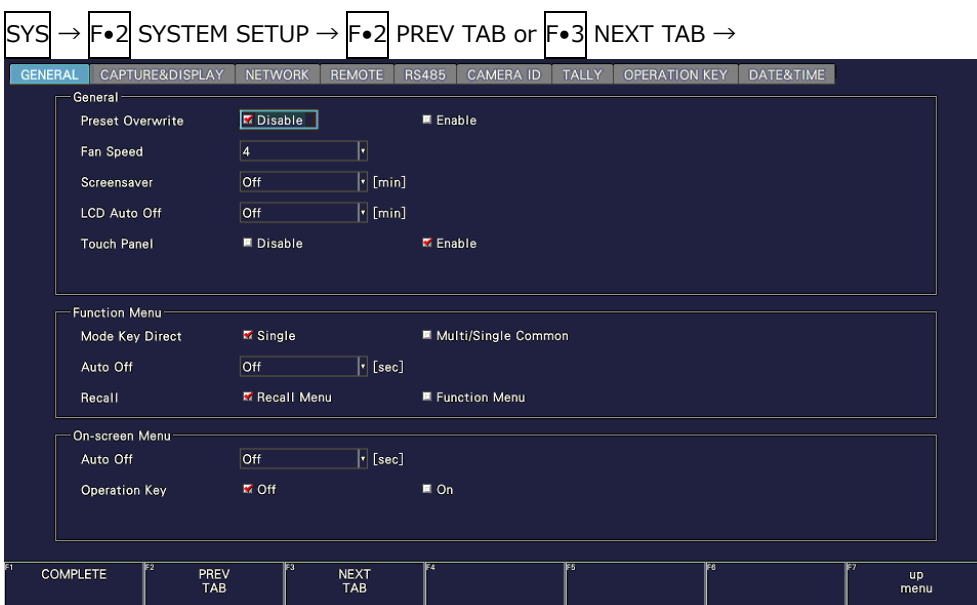 SYS → F•2 SYSTEM SETUP → F•2 PREV TAB or F•3 NEXT TAB →
GENERAL CAPTURE&DISPLAY NETWORK REMOTE RS485 CAMERA ID TALLY OPERATION KEY DATE&TIME
General
Preset Overwrite Disable Enable
Fan Speed 4
Screensaver Off [min]
LCD Auto Off Off [min]
Touch Panel Disable Enable
Function Menu
Mode Key Direct Single Multi/Single Common
Auto Off Off [sec]
Recall Recall Menu Function Menu
On-screen Menu
Auto Off Off [sec]
Operation Key Off On
F1 COMPLETE F2 PREV TAB F3 NEXT TAB F4 F5 F6 F7 up menu